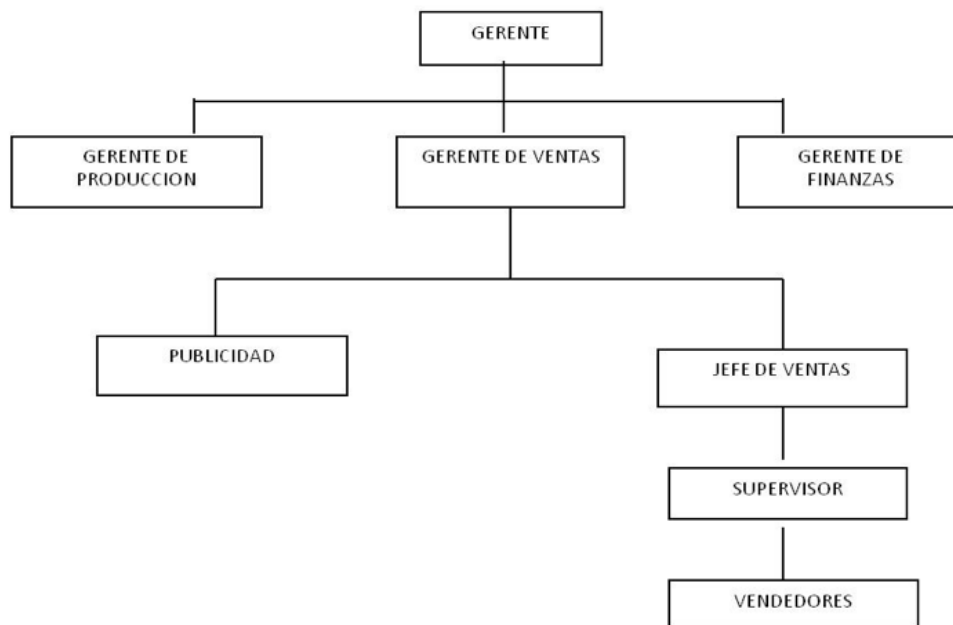 GERENTE
GERENTE DE
PRODUCCION
GERENTE DE VENTAS
GERENTE DE
FINANZAS
PUBLICIDAD
JEFE DE VENTAS
SUPERVISOR
VENDEDORES